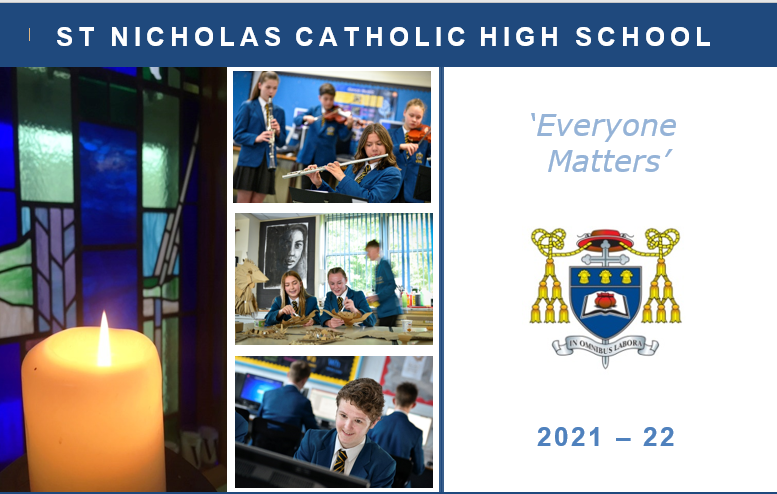 ST NICHOLAS CATHOLIC HIGH SCHOOL
‘Everyone
Matters’
IN OMNIBUS LABORA
2021 – 22